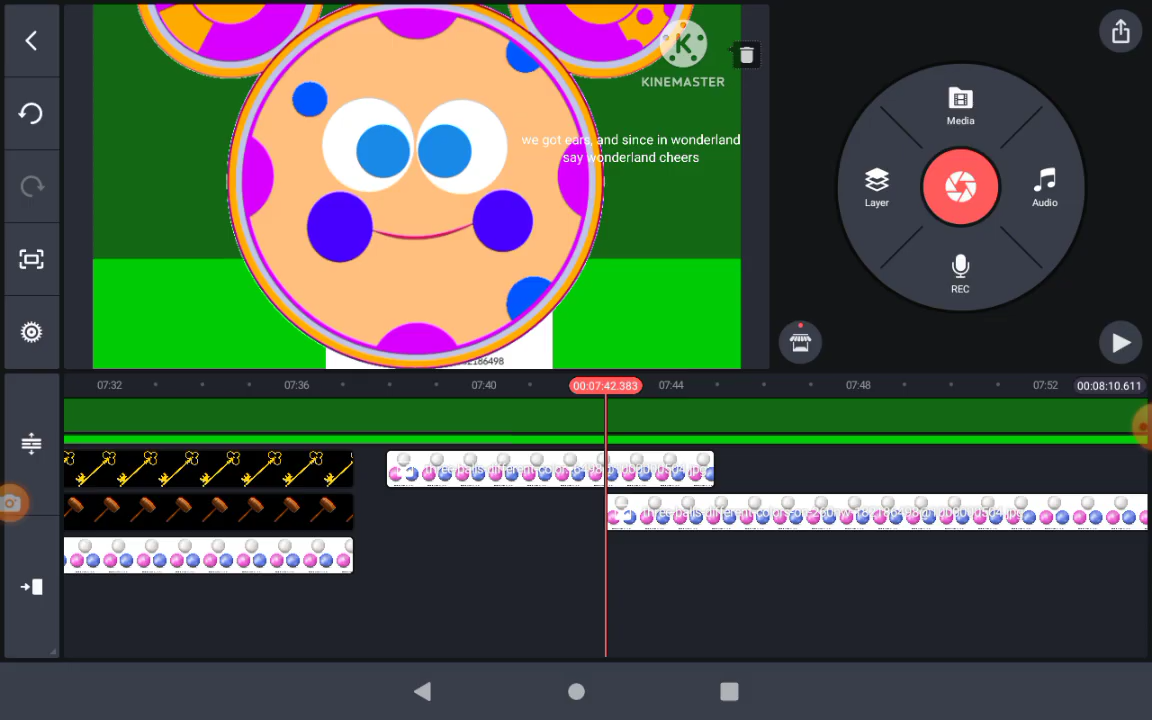 KINEMASTER
we got ears, and since in wonderland
say wonderland cheers
Media
Layer
Audio
REC
07:32
07:36
07:40
00:07:42.383
07:44
07:48
07:52
00:08:10.611